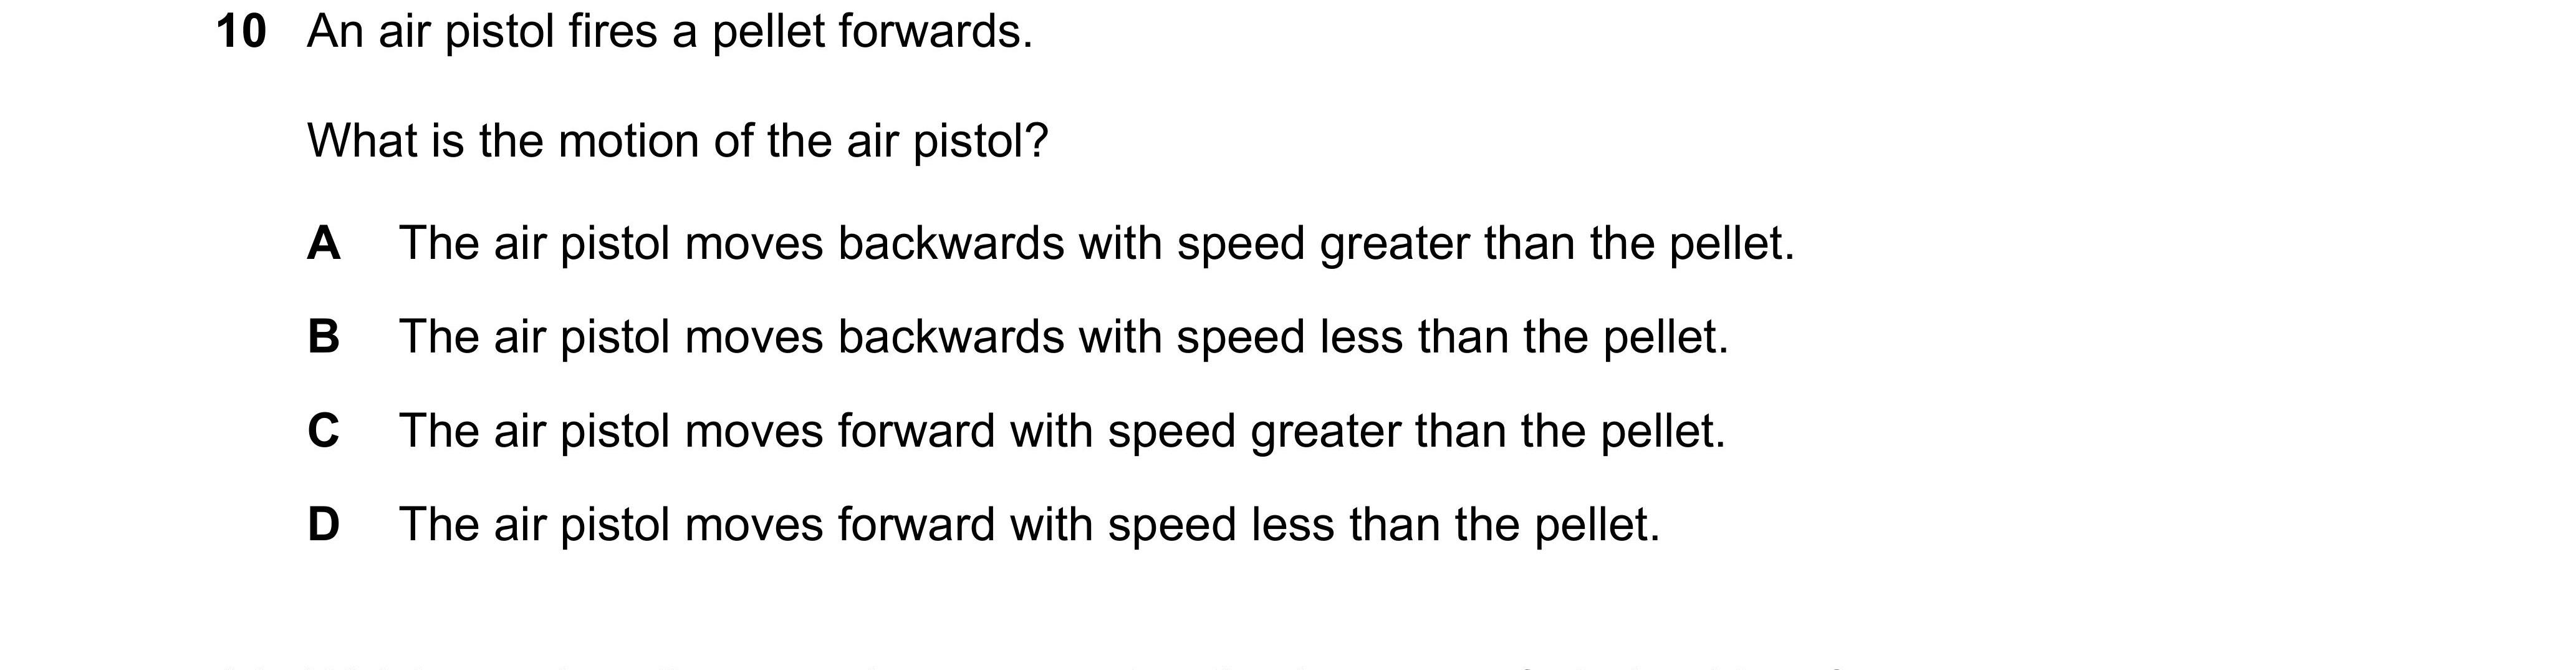 10 An air pistol fires a pellet forwards.
What is the motion of the air pistol?
A The air pistol moves backwards with speed greater than the pellet.
B The air pistol moves backwards with speed less than the pellet.
C The air pistol moves forward with speed greater than the pellet.
D The air pistol moves forward with speed less than the pellet.